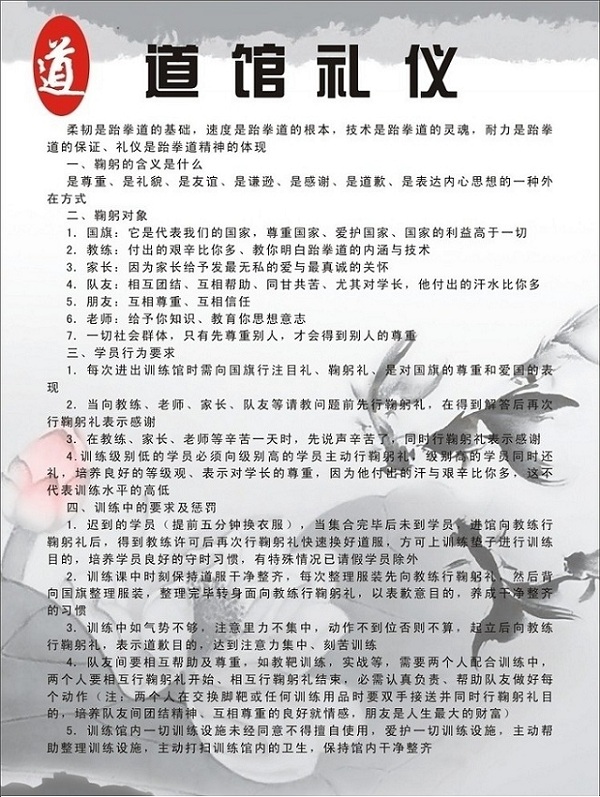 道
道馆礼仪
柔韧是跆拳道的基础，速度是跆拳道的根本，技术是跆拳道的灵魂，耐力是跆拳
道的保证、礼仪是跆拳道精神的体现
一、鞠躬的含义是什么
是尊重、是礼貌、是友谊、是谦逊、是感谢、是道歉、是表达内心思想的一种外
在方式
二、鞠躬对象
1．国旗：它是代表我们的国家，尊重国家、爱护国家、国家的利益高于一切
2．教练：付出的艰辛比你多、教你明白跆拳道的内涵与技术
3．家长：因为家长给予发最无私的爱与最真诚的关怀
4．队友：相互团结、互相帮助、同甘共苦、尤其对学长，他付出的汗水比你多
5．朋友：互相尊重、互相信任
6．老师：给予你知识、教育你思想意志
7．一切社会群体，只有先尊重别人，才会得到别人的尊重
三、学员行为要求
1．每次进出训练馆时需向国旗行注目礼、鞠躬礼、是对国旗的尊重和爱国的表
现
2．当向教练、老师、家长、队友等请教问题前先行鞠躬礼，在得到解答后再次
行鞠躬礼表示感谢
3．在教练、家长、老师等辛苦一天时，先说声辛苦了，同时行鞠躬礼表示感谢
4.训练级别低的学员必须向级别高的学员主动行鞠躬礼，级别高的学员同时还
礼，培养良好的等级观、表示对学长的尊重，因为他付出的汗与艰辛比你多，这不
代表训练水平的高低
四、训练中的要求及惩罚
1．迟到的学员（提前五分钟换衣服），当集合完毕后未到学员，进馆向教练行
鞠躬礼后，得到教练许可后再次行鞠躬礼快速换好道服，方可上训练垫子进行训练
目的，培养学员良好的守时习惯，有特殊情况已请假学员除外
2．训练课中时刻保持道服干净整齐，每次整理服装先向教练行鞠躬礼，然后背
向国旗整理服装，整理完毕转身面向教练行鞠躬礼，以表歉意目的，养成干净整齐
的习惯
3．训练中如气势不够，注意里力不集中，动作不到位否则不算，起立后向教练
行鞠躬礼，表示道歉目的，达到注意力集中、刻苦训练
4．队友间要相互帮助及尊重，如教靶训练，实战等，需要两个人配合训练中，
两个人要相互行鞠躬礼开始、相互行鞠躬礼结束，必需认真负责、帮助队友做好每
个动作（注：两个人在交换脚靶或任何训练用品时要双手接送并同时行鞠躬礼目
的，培养队友间团结精神、互相尊重的良好就情感，朋友是人生最大的财富）
5．训练馆内一切训练设施未经同意不得擅自使用，爱护一切训练设施，主动帮
助整理训练设施，主动打扫训练馆内的卫生，保持馆内干净整齐